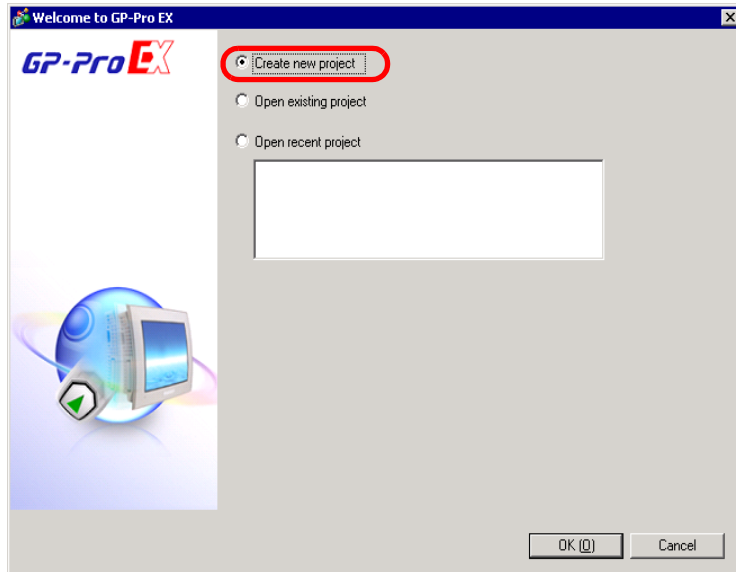 Welcome to GP-Pro EX
GP-Pro EX
Create new project
Open existing project
Open recent project
OK (O) Cancel